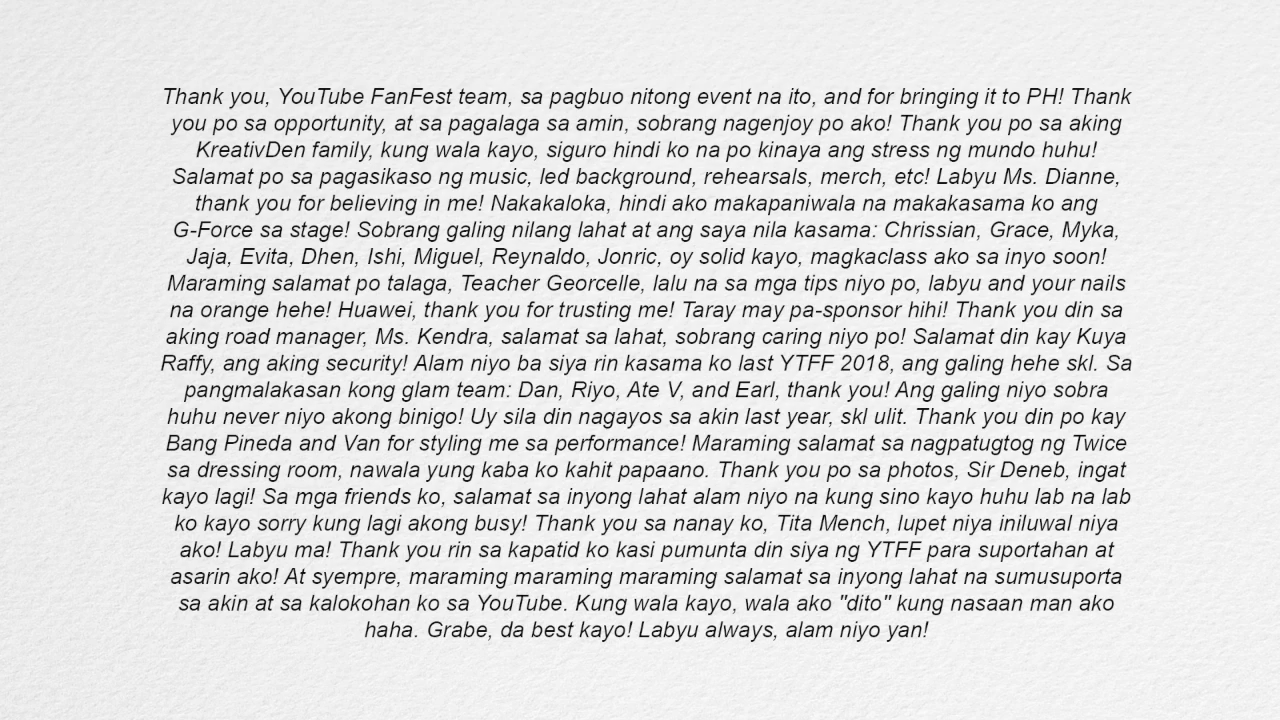 Thank you, YouTube FanFest team, sa pagbuo nitong event na ito, and for bringing it to PH! Thank
you po sa opportunity, at sa pagalaga sa amin, sobrang nagenjoy po ako! Thank you po sa aking
KreativDen family, kung wala kayo, siguro hindi ko na po kinaya ang stress ng mundo huhu!
Salamat po sa pagasikaso ng music, led background, rehearsals, merch, etc! Labyu Ms. Dianne,
thank you for believing in me! Nakakaloka, hindi ako makapaniwala na makakasama ko ang
G-Force sa stage! Sobrang galing nilang lahat at ang saya nila kasama: Chrissian, Grace, Myka,
Jaja, Evita, Dhen, Ishi, Miguel, Reynaldo, Jonric, oy solid kayo, magkaclass ako sa inyo soon!
Maraming salamat po talaga, Teacher Georcelle, lalu na sa mga tips niyo po, labyu and your nails
na orange hehe! Huawei, thank you for trusting me! Taray may pa-sponsor hihi! Thank you din sa
aking road manager, Ms. Kendra, salamat sa lahat, sobrang caring niyo po! Salamat din kay Kuya
Raffy, ang aking security! Alam niyo ba siya rin kasama ko last YTFF 2018, ang galing hehe skl. Sa
pangmalakasan kong glam team: Dan, Riyo, Ate V, and Earl, thank you! Ang galing niyo sobra
huhu never niyo akong binigo! Uy sila din nagayos sa akin last year, skl ulit. Thank you din po kay
Bang Pineda and Van for styling me sa performance! Maraming salamat sa nagpatugtog ng Twice
sa dressing room, nawala yung kaba ko kahit papaano. Thank you po sa photos, Sir Deneb, ingat
kayo lagi! Sa mga friends ko, salamat sa inyong lahat alam niyo na kung sino kayo huhu lab na lab
ko kayo sorry kung lagi akong busy! Thank you sa nanay ko, Tita Mench, lupet niya iniluwal niya
ako! Labyu ma! Thank you rin sa kapatid ko kasi pumunta din siya ng YTFF para suportahan at
asarin ako! At syempre, maraming maraming maraming salamat sa inyong lahat na sumusuporta
sa akin at sa kalokohan ko sa YouTube. Kung wala kayo, wala ako "dito" kung nasaan man ako
haha. Grabe, da best kayo! Labyu always, alam niyo yan!